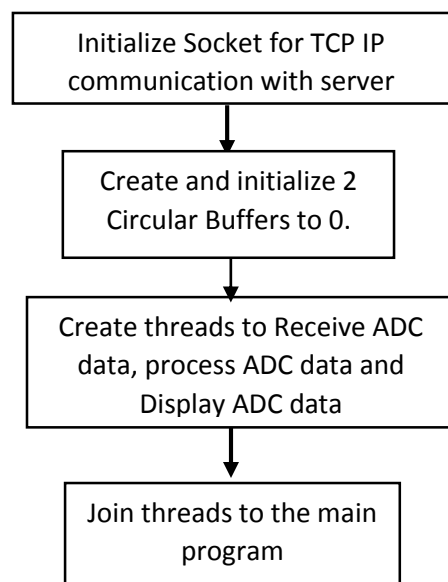 Initialize Socket for TCP IP
communication with server
Create and initialize 2
Circular Buffers to 0.
Create threads to Receive ADC
data, process ADC data and
Display ADC data
Join threads to the main
program